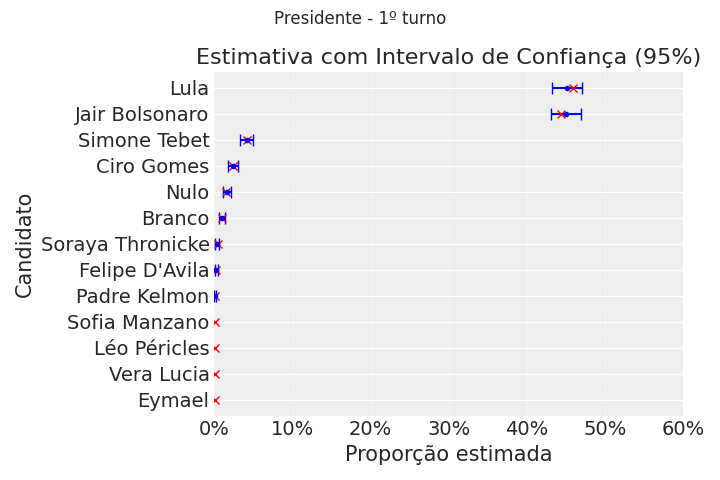 Presidente - 1º turno
Estimativa com Intervalo de Confiança (95%)
Lula
Jair Bolsonaro
Simone Tebet
Ciro Gomes
Nulo
Branco
Soraya Thronicke
Felipe D'Avila
Padre Kelmon
Sofia Manzano
Léo Péricles
Vera Lucia
Eymael
Candidato
0% 10% 20% 30% 40% 50% 60%
Proporção estimada